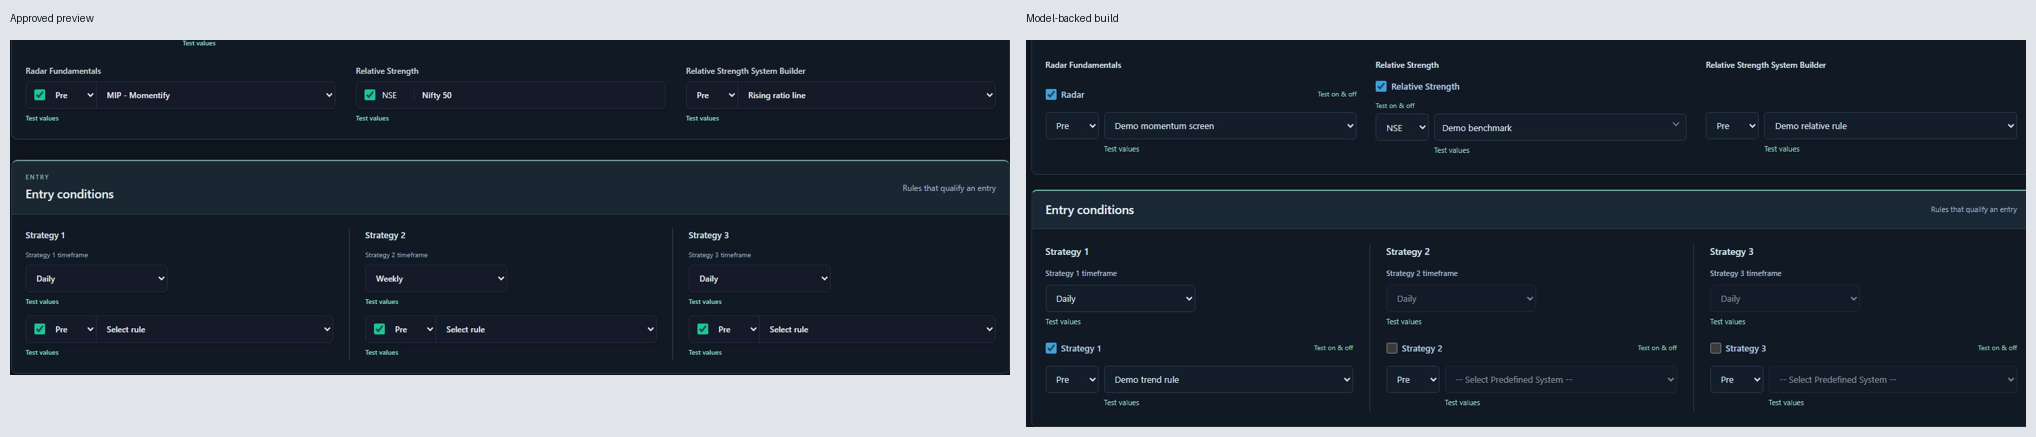 Approved preview
Test values
Radar Fundamentals
Relative Strength
Relative Strength System Builder
Pre MIP - Momentify
NSE Nifty 50
Pre Rising ratio line
Test values
Test values
Test values
ENTRY
Entry conditions
Rules that qualify an entry
Strategy 1
Strategy 2
Strategy 3
Strategy 1 timeframe
Strategy 2 timeframe
Strategy 3 timeframe
Daily
Weekly
Daily
Test values
Test values
Test values
Pre Select rule
Pre Select rule
Pre Select rule
Test values
Test values
Test values
Model-backed build
Radar Fundamentals
Relative Strength
Relative Strength System Builder
Radar
Test on & off
Relative Strength
Test on & off
Pre Demo momentum screen
NSE Demo benchmark
Pre Demo relative rule
Test values
Test values
Test values
Entry conditions
Rules that qualify an entry
Strategy 1
Strategy 2
Strategy 3
Strategy 1 timeframe
Strategy 2 timeframe
Strategy 3 timeframe
Daily
Daily
Daily
Test values
Test values
Test values
Strategy 1 Test on & off
Strategy 2 Test on & off
Strategy 3 Test on & off
Pre Demo trend rule
Pre -- Select Predefined System --
Pre -- Select Predefined System --
Test values
Test values
Test values